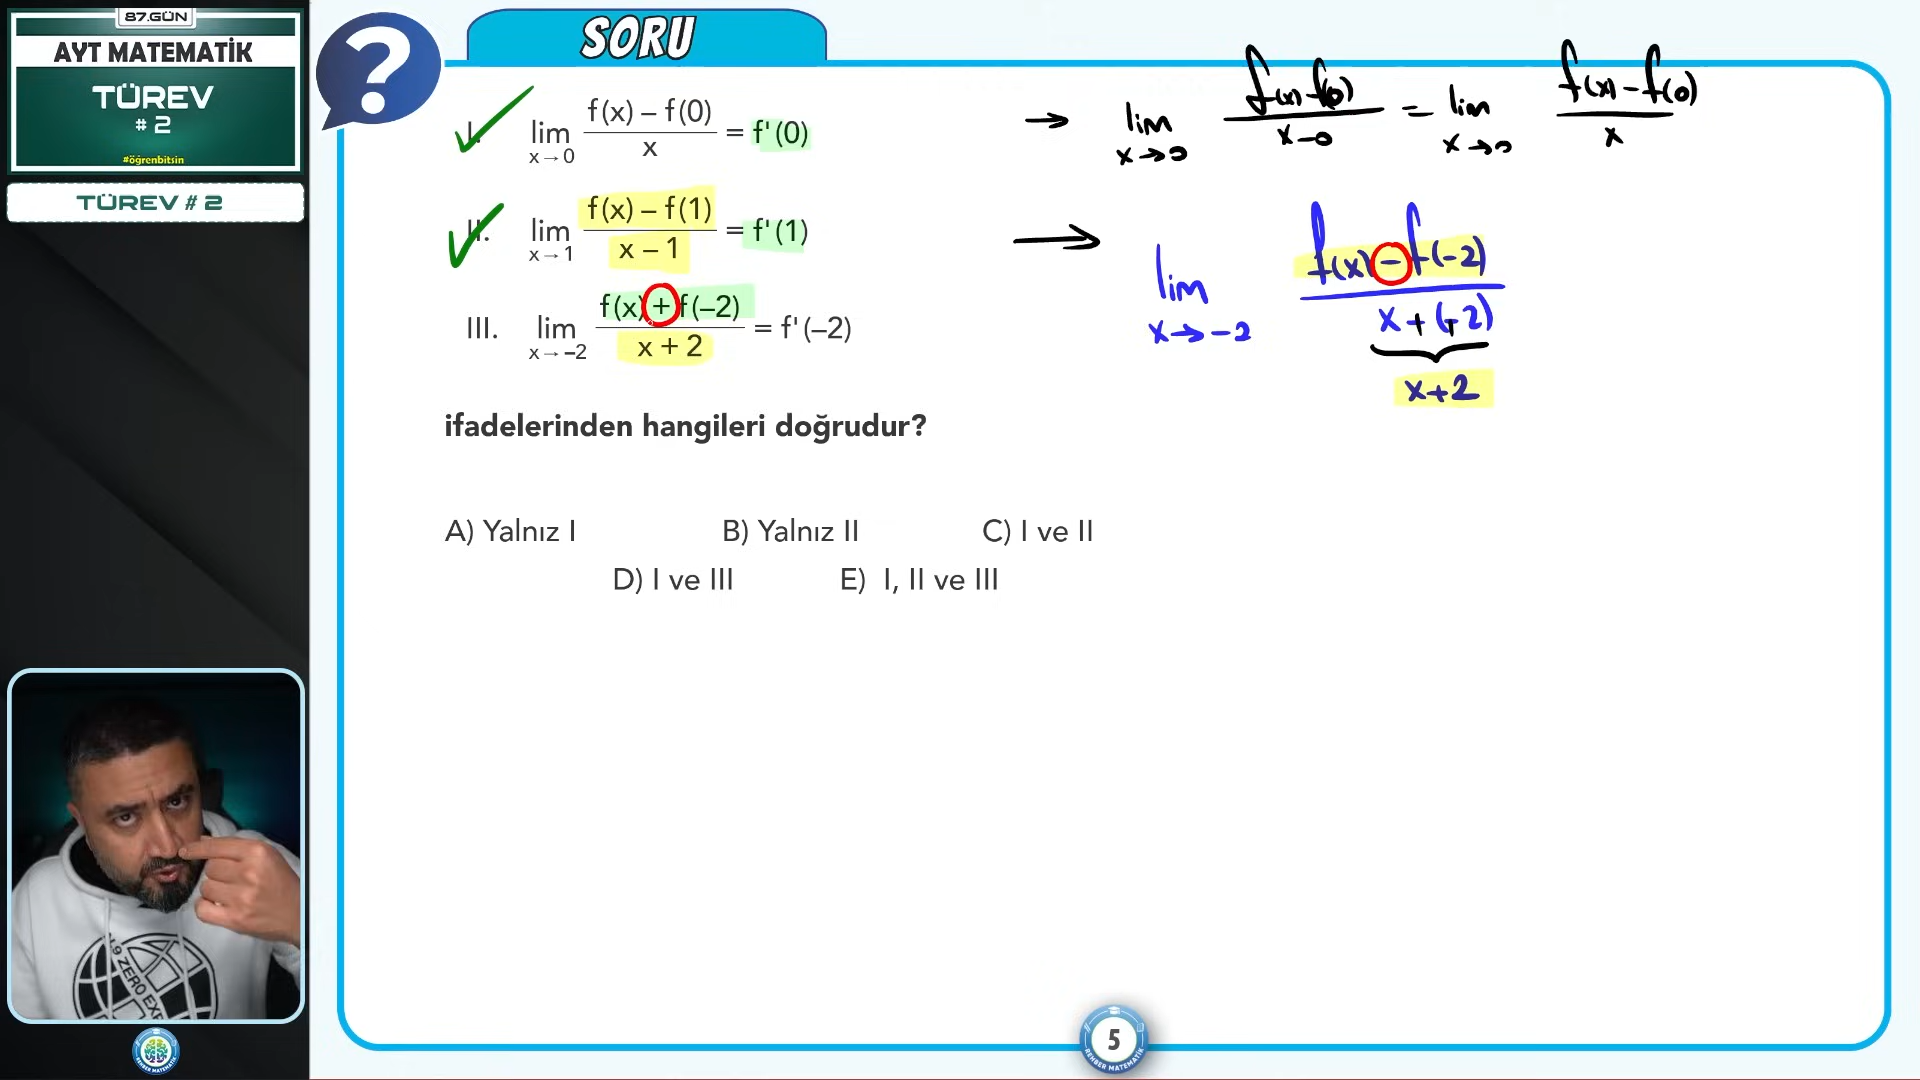 87.GÜN
AYT MATEMATİK
TÜREV
# 2
#öğrenbitsin
TÜREV # 2
?
SORU
I. lim x→0 f(x) – f(0) / x = f'(0)
→ lim x→0 f(x)-f(0) / x-0 = lim x→0 f(x)-f(0) / x
II. lim x→1 f(x) – f(1) / x – 1 = f'(1)
→ lim x→-2 f(x)-f(-2) / x+(+2)
x+2
III. lim x→–2 f(x) + f(–2) / x + 2 = f'(–2)
ifadelerinden hangileri doğrudur?
A) Yalnız I B) Yalnız II C) I ve II
D) I ve III E) I, II ve III
5
REHBER MATEMATİK